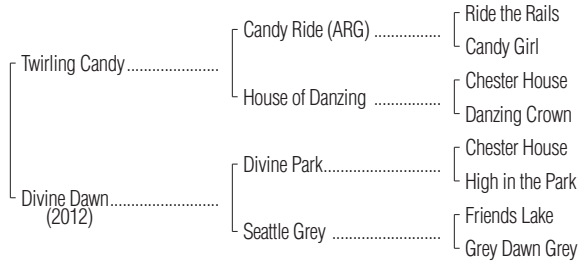 Ride the Rails
Candy Ride (ARG) ................
Candy Girl
Twirling Candy ......................
Chester House
House of Danzing ................
Danzing Crown
Chester House
Divine Park............................
High in the Park
Divine Dawn..........................
(2012)
Friends Lake
Seattle Grey ..........................
Grey Dawn Grey